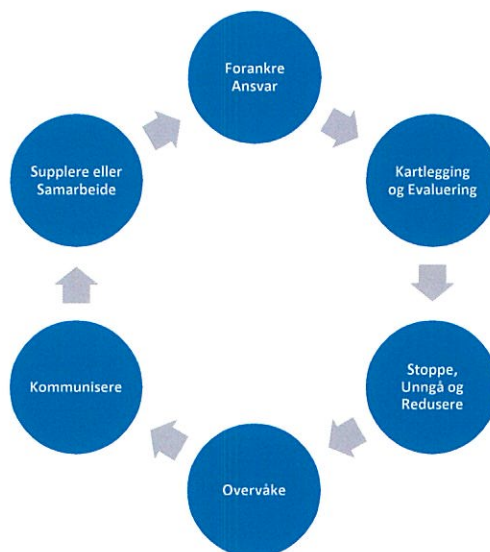 Forankre
Ansvar
Kartlegging
og Evaluering
Stoppe,
Unngå og
Redusere
Overvåke
Kommunisere
Supplere eller
Samarbeide